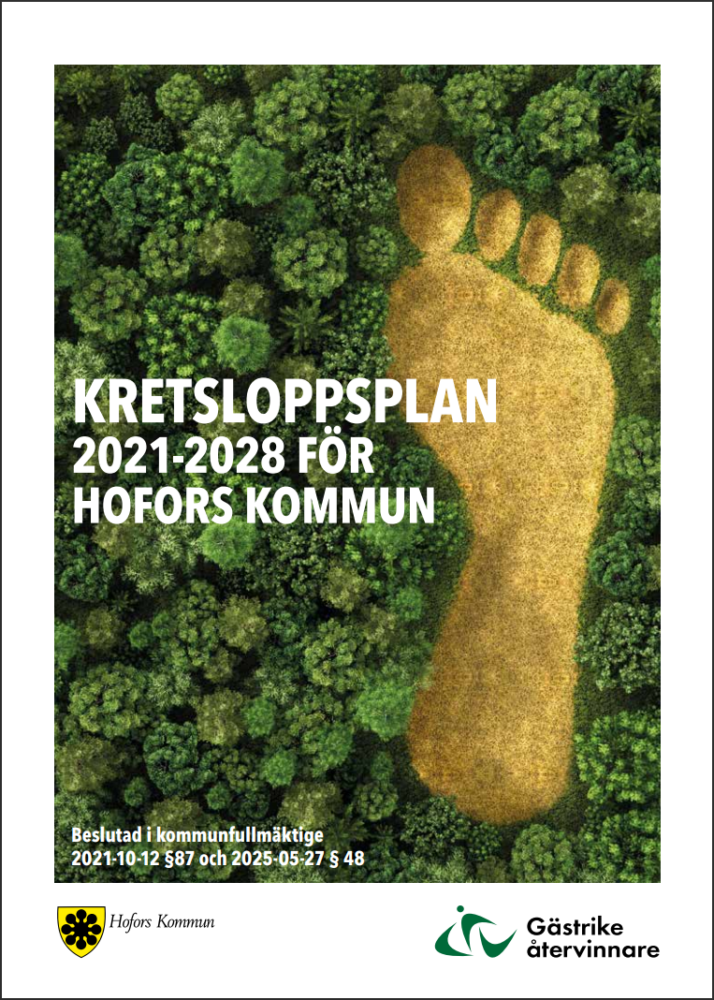 KRETSLOPPSPLAN
2021-2028 FÖR
HOFORS KOMMUN
Beslutad i kommunfullmäktige
2021-10-12 §87 och 2025-05-27 § 48
Hofors Kommun
Gästrike
återvinnare